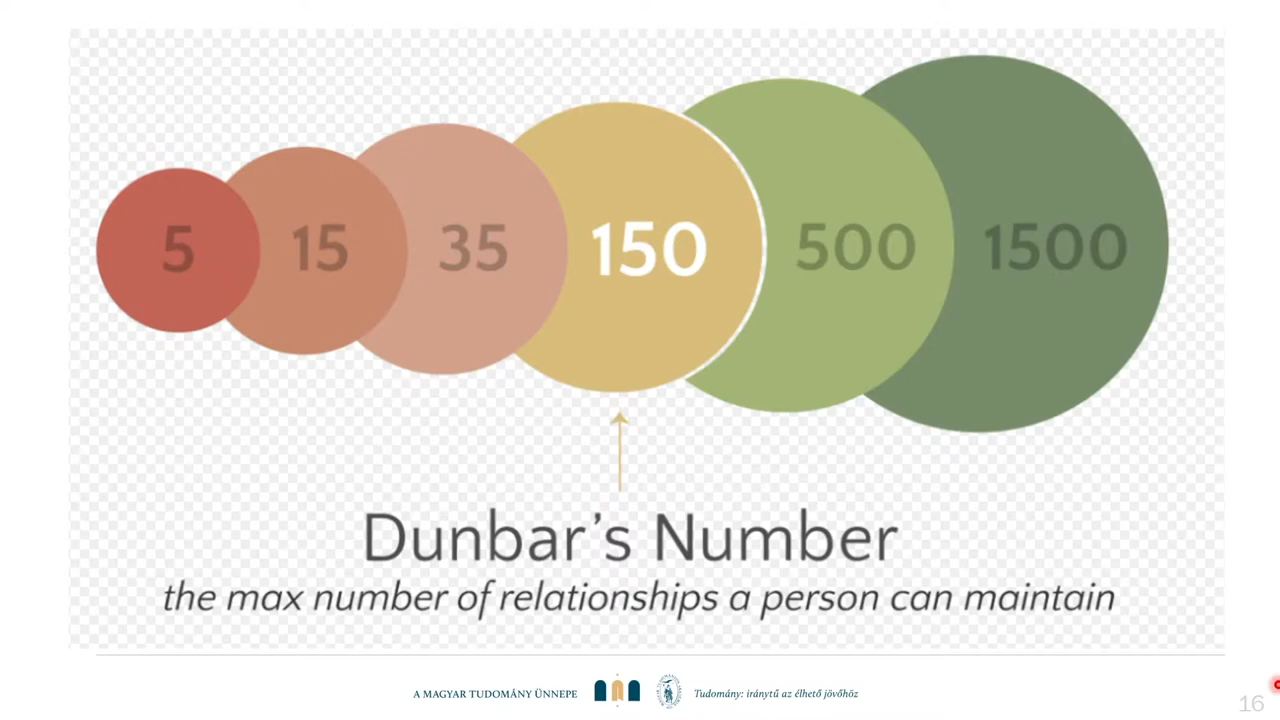 5 15 35 150 500 1500
Dunbar’s Number
the max number of relationships a person can maintain
A MAGYAR TUDOMÁNY ÜNNEPE
Tudomány: iránytű az élhető jövőhöz
16